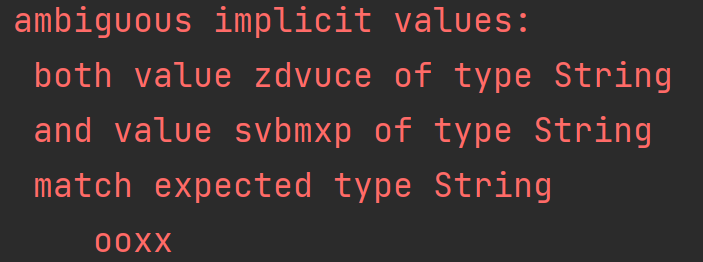 ambiguous implicit values:
both value zdvuce of type String
and value svbmxp of type String
match expected type String
ooxx